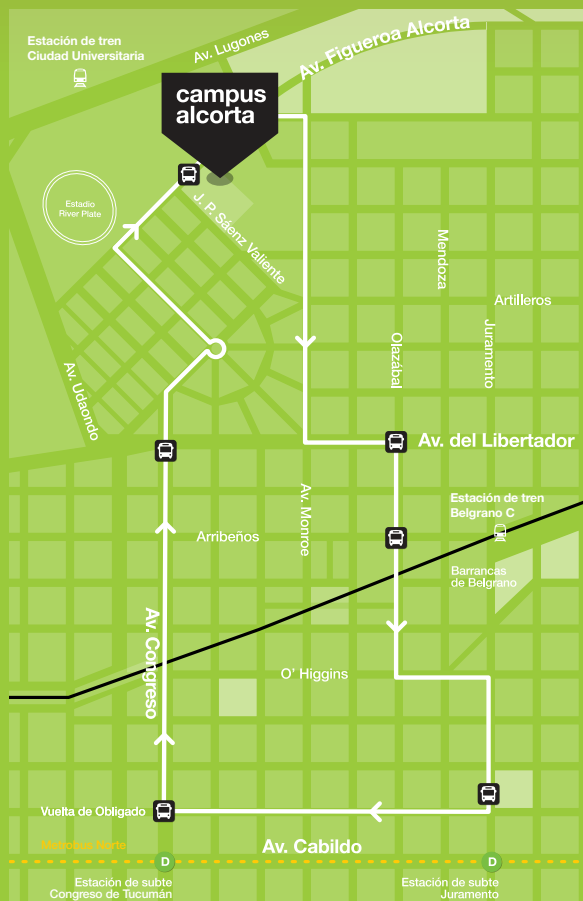 Estación de tren
Ciudad Universitaria
Av. Lugones
Av. Figueroa Alcorta
campus
alcorta
Estadio
River Plate
J. P. Sáenz Valiente
Mendoza
Artilleros
Juramento
Olazábal
Av. Udaondo
Av. del Libertador
Av. Monroe
Estación de tren
Belgrano C
Arribeños
Barrancas
de Belgrano
Av. Congreso
O' Higgins
Vuelta de Obligado
Metrobus Norte
Av. Cabildo
D
D
Estación de subte
Congreso de Tucumán
Estación de subte
Juramento